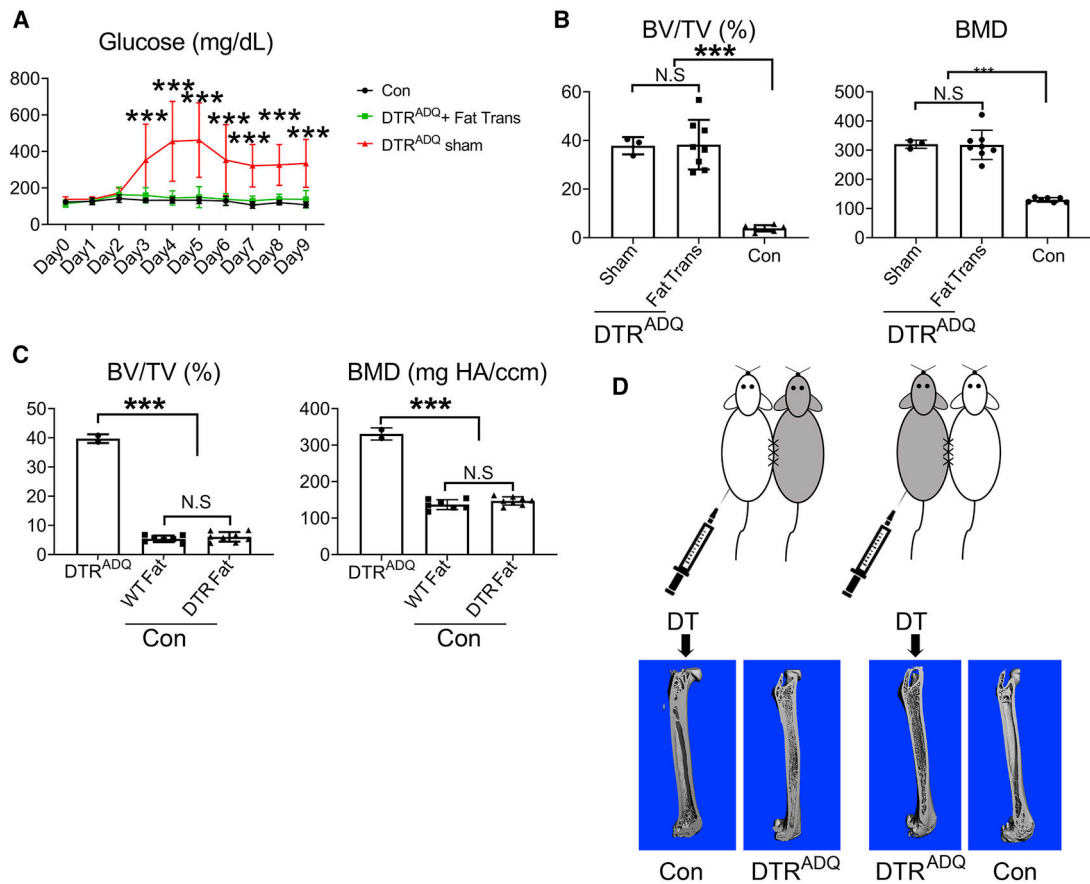 A
Glucose (mg/dL)
800
600
400
200
0
***
***
***
***
***
***
***
Day0
Day1
Day2
Day3
Day4
Day5
Day6
Day7
Day8
Day9
Con
DTR^ADQ+ Fat Trans
DTR^ADQ sham
B
BV/TV (%)
***
N.S
60
40
20
0
Sham
Fat Trans
Con
DTR^ADQ
BMD
***
N.S
500
400
300
200
100
0
Sham
Fat Trans
Con
DTR^ADQ
C
BV/TV (%)
50
40
30
20
10
0
***
N.S
DTR^ADQ
WT Fat
DTR Fat
Con
BMD (mg HA/ccm)
400
300
200
100
0
***
N.S
DTR^ADQ
WT Fat
DTR Fat
Con
D
DT DT
Con DTR^ADQ DTR^ADQ Con